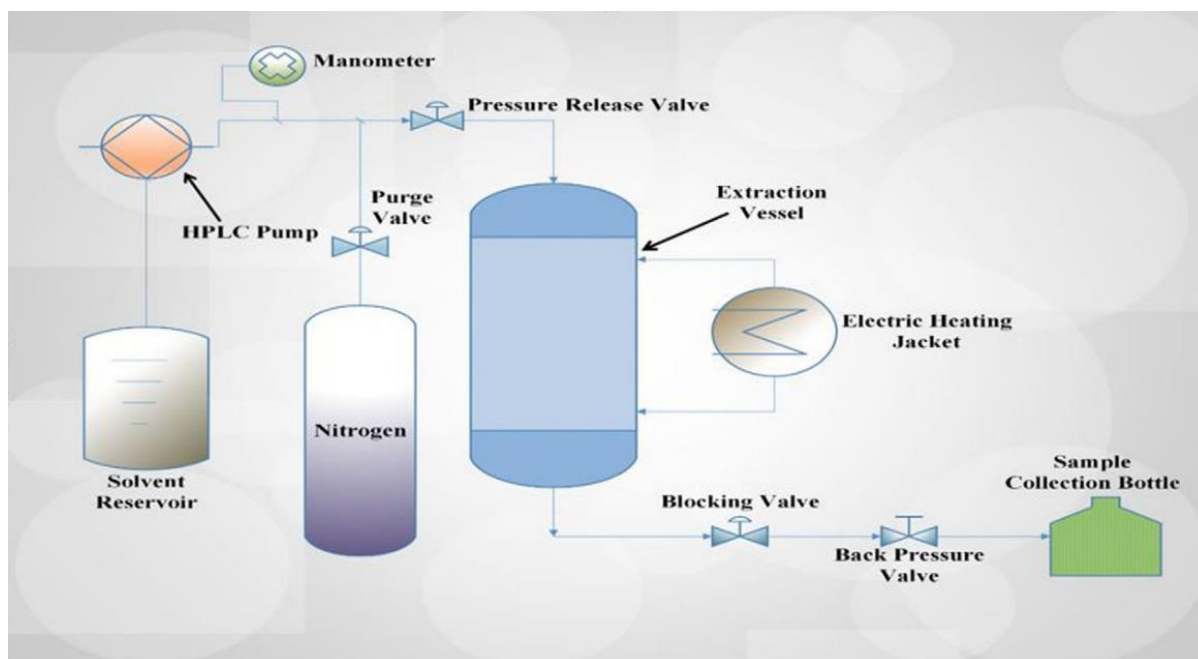 Manometer
Pressure Release Valve
HPLC Pump
Purge
Valve
Extraction
Vessel
Electric Heating
Jacket
Nitrogen
Solvent
Reservoir
Blocking Valve
Back Pressure
Valve
Sample
Collection Bottle